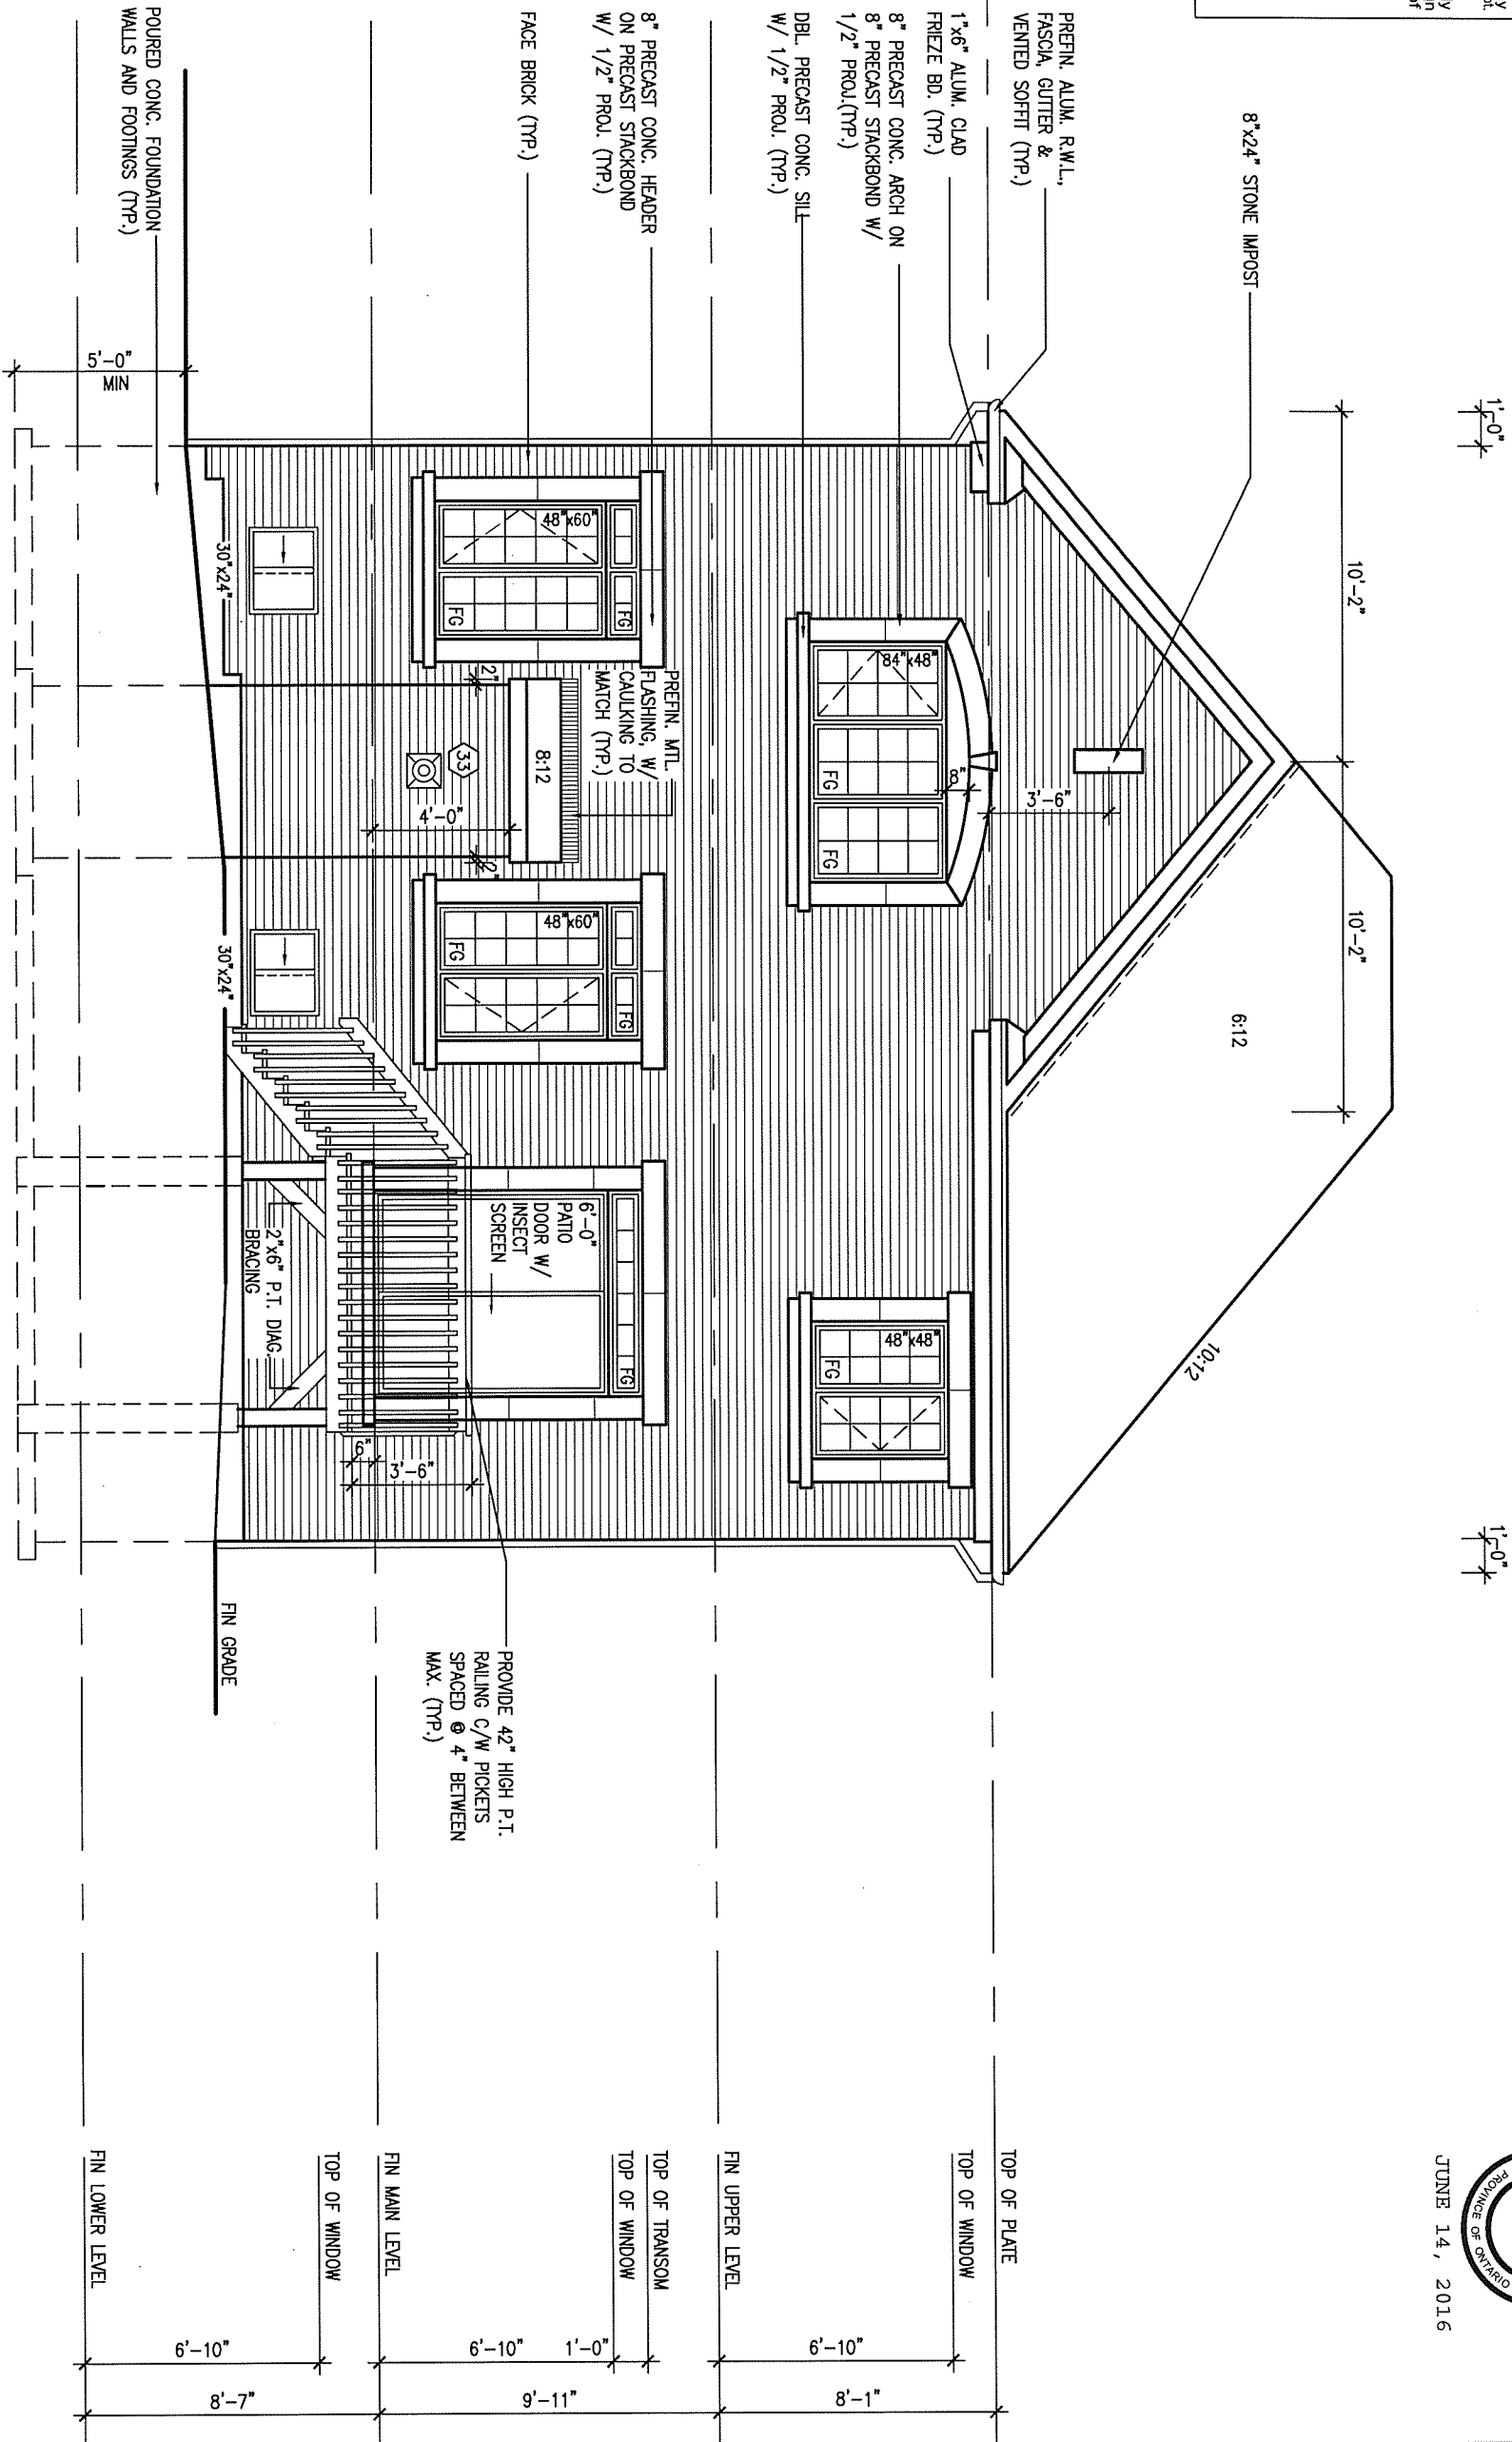 1'-0"
10'-2"
10'-2"
1'-0"
8"x24" STONE IMPOST
6:12
10:12
3'-6"
PREFIN. ALUM. R.W.L.,
FASCIA, GUTTER &
VENTED SOFFIT (TYP.)
1"x6" ALUM. CLAD
FRIEZE BD. (TYP.)
8" PRECAST CONC. ARCH ON
8" PRECAST STACKBOND W/
1/2" PROJ.(TYP.)
DBL. PRECAST CONC. SILL
W/ 1/2" PROJ. (TYP.)
8" PRECAST CONC. HEADER
ON PRECAST STACKBOND
W/ 1/2" PROJ. (TYP.)
FACE BRICK (TYP.)
POURED CONC. FOUNDATION
WALLS AND FOOTINGS (TYP.)
5'-0"
MIN
8"
84"x48"
FG
FG
48"x48"
FG
48"x60"
FG
FG
PREFIN. MTL.
FLASHING, W/
CAULKING TO
MATCH (TYP.)
8:12
2"
2"
33
4'-0"
48"x60"
FG
FG
FG
6'-0"
PATIO
DOOR W/
INSECT
SCREEN
6"
3'-6"
30"x24"
30"x24"
2"x6" P.T. DIAG.
BRACING
PROVIDE 42" HIGH P.T.
RAILING C/W PICKETS
SPACED @ 4" BETWEEN
MAX. (TYP.)
FIN GRADE
PROVINCE OF ONTARIO
JUNE 14, 2016
TOP OF PLATE
TOP OF WINDOW
FIN UPPER LEVEL
TOP OF TRANSOM
TOP OF WINDOW
FIN MAIN LEVEL
TOP OF WINDOW
FIN LOWER LEVEL
6'-10"
8'-1"
1'-0"
6'-10"
9'-11"
6'-10"
8'-7"